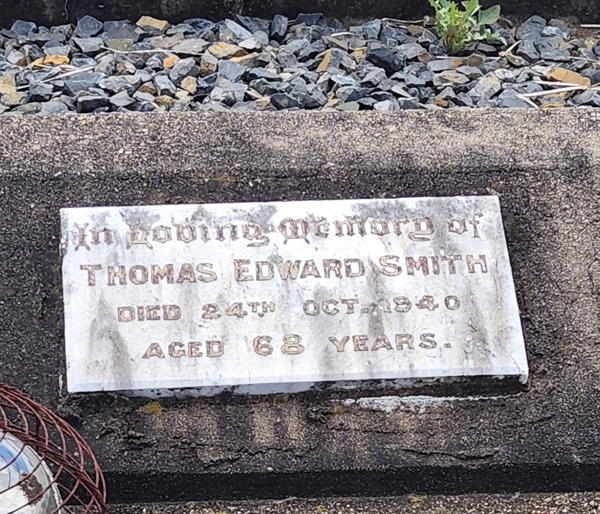 In Loving Memory of
THOMAS EDWARD SMITH
DIED 24TH OCT. 1940
AGED 68 YEARS.